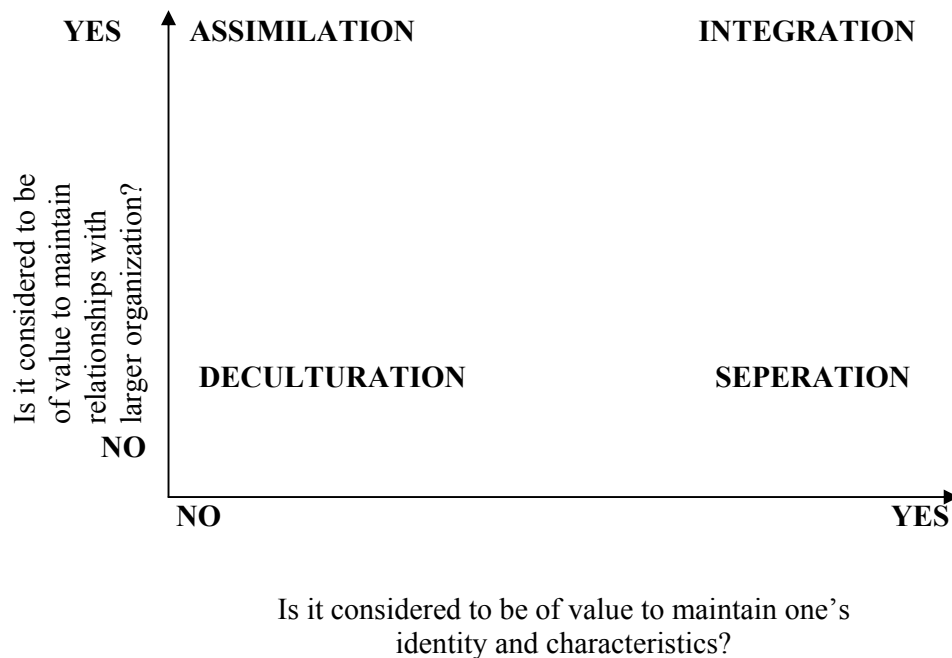 YES
ASSIMILATION
INTEGRATION
Is it considered to be
of value to maintain
relationships with
larger organization?
DECULTURATION
SEPERATION
NO
NO
YES
Is it considered to be of value to maintain one’s
identity and characteristics?